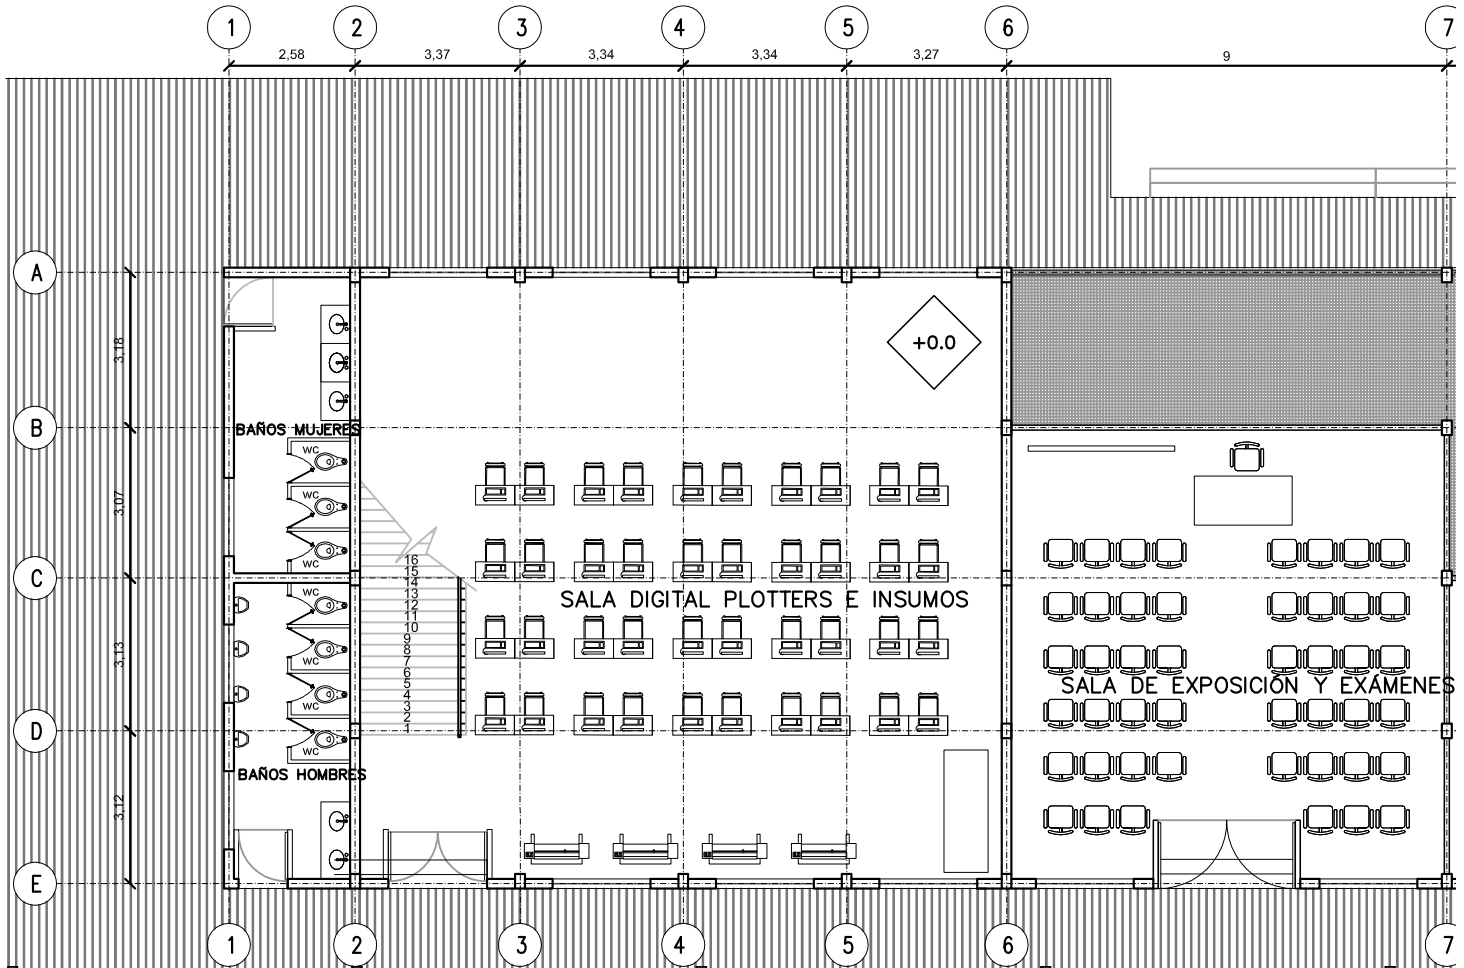 1 2 3 4 5 6 7
2,58 3,37 3,34 3,34 3,27 9
A
3,18
+0.0
B
BAÑOS MUJERES
WC
WC
3,07
WC
WC
C
16
15
14
13
12
11
10
9
8
7
6
5
4
3
2
1
SALA DIGITAL PLOTTERS E INSUMOS
WC
WC
3,13
WC
WC
SALA DE EXPOSICIÓN Y EXÁMENES
D
BAÑOS HOMBRES
3,12
E
1 2 3 4 5 6 7